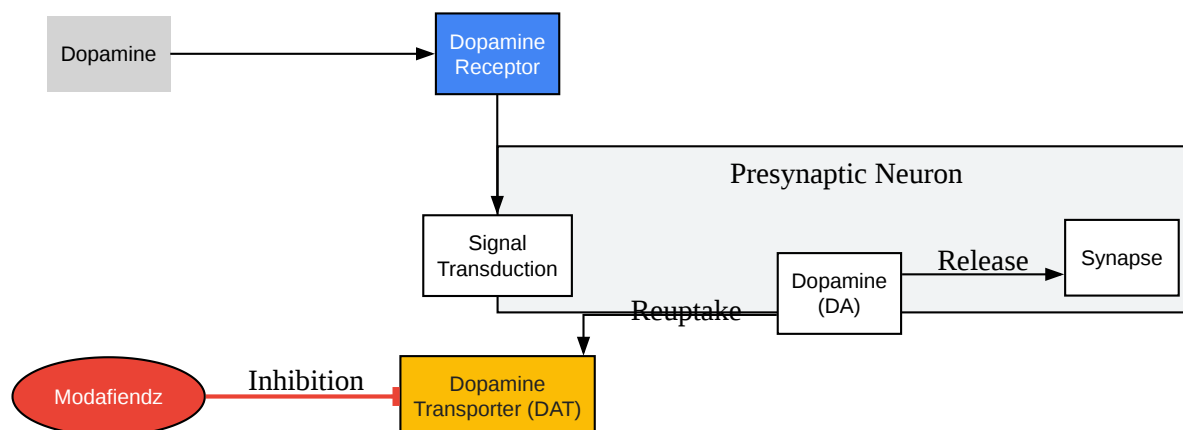 Dopamine
Dopamine
Receptor
Presynaptic Neuron
Signal
Transduction
Dopamine
(DA)
Release
Synapse
Reuptake
Modafiendz
Inhibition
Dopamine
Transporter (DAT)